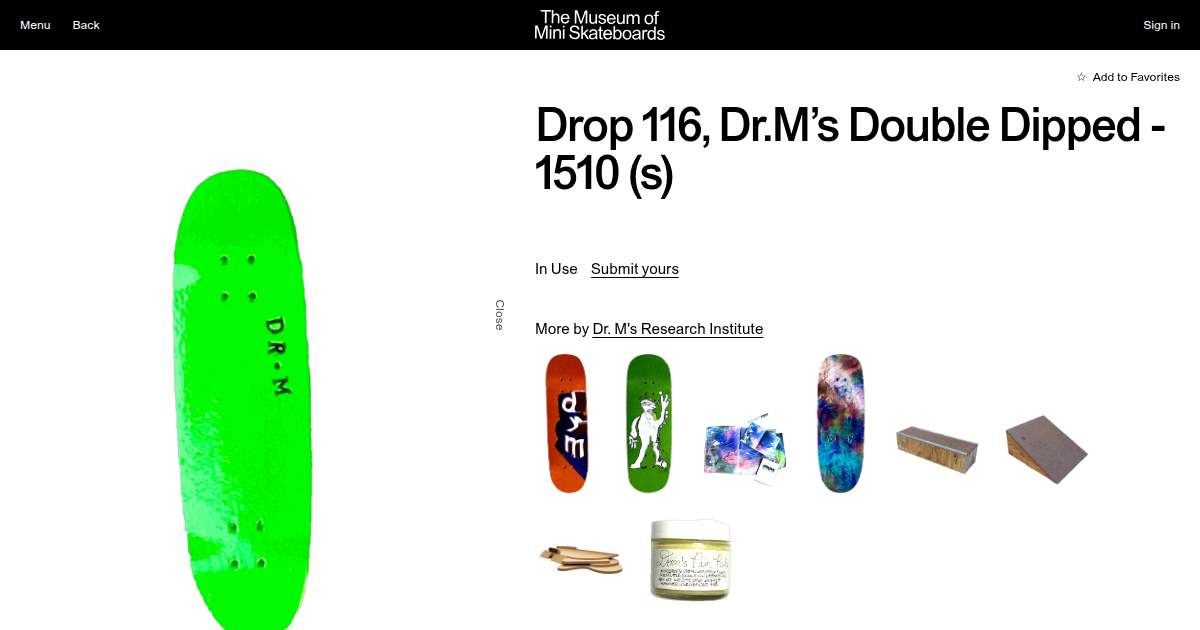 Menu
Back
The Museum of
Mini Skateboards
Sign in
☆ Add to Favorites
Drop 116, Dr.M’s Double Dipped -
1510 (s)
DR.M
In Use Submit yours
Close
More by Dr. M's Research Institute